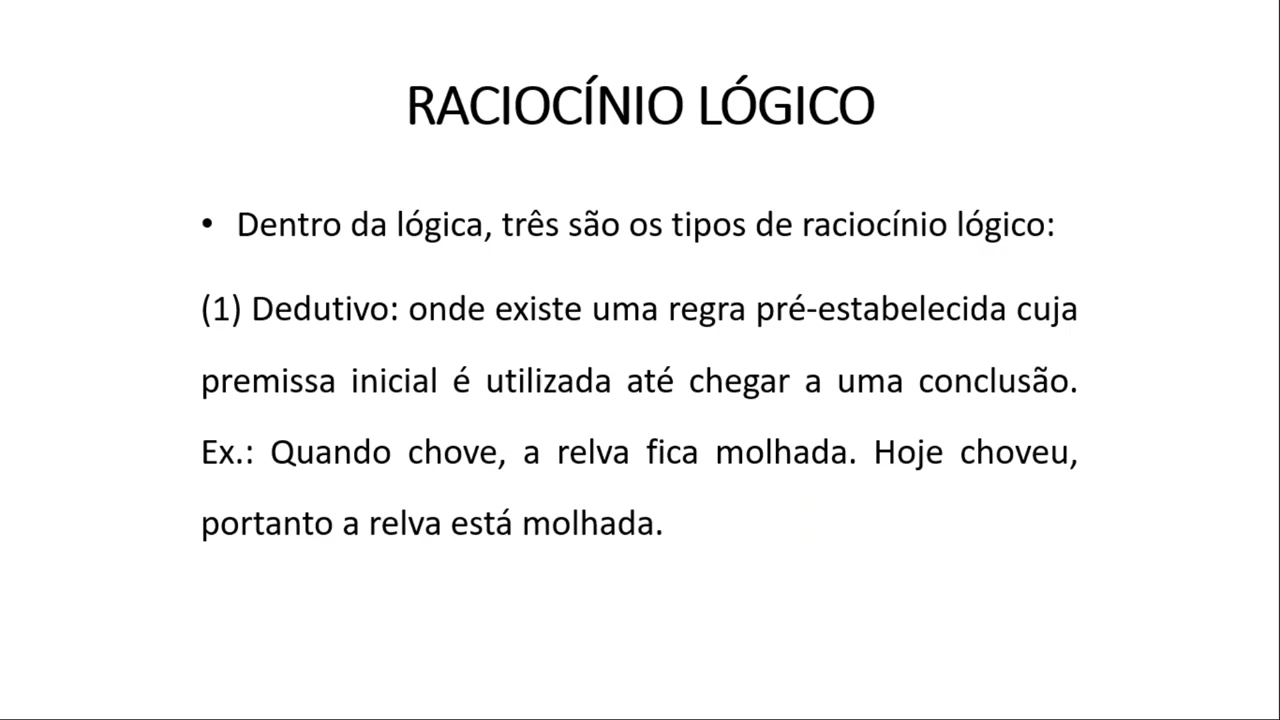 RACIOCÍNIO LÓGICO
• Dentro da lógica, três são os tipos de raciocínio lógico:
(1) Dedutivo: onde existe uma regra pré-estabelecida cuja
premissa inicial é utilizada até chegar a uma conclusão.
Ex.: Quando chove, a relva fica molhada. Hoje choveu,
portanto a relva está molhada.